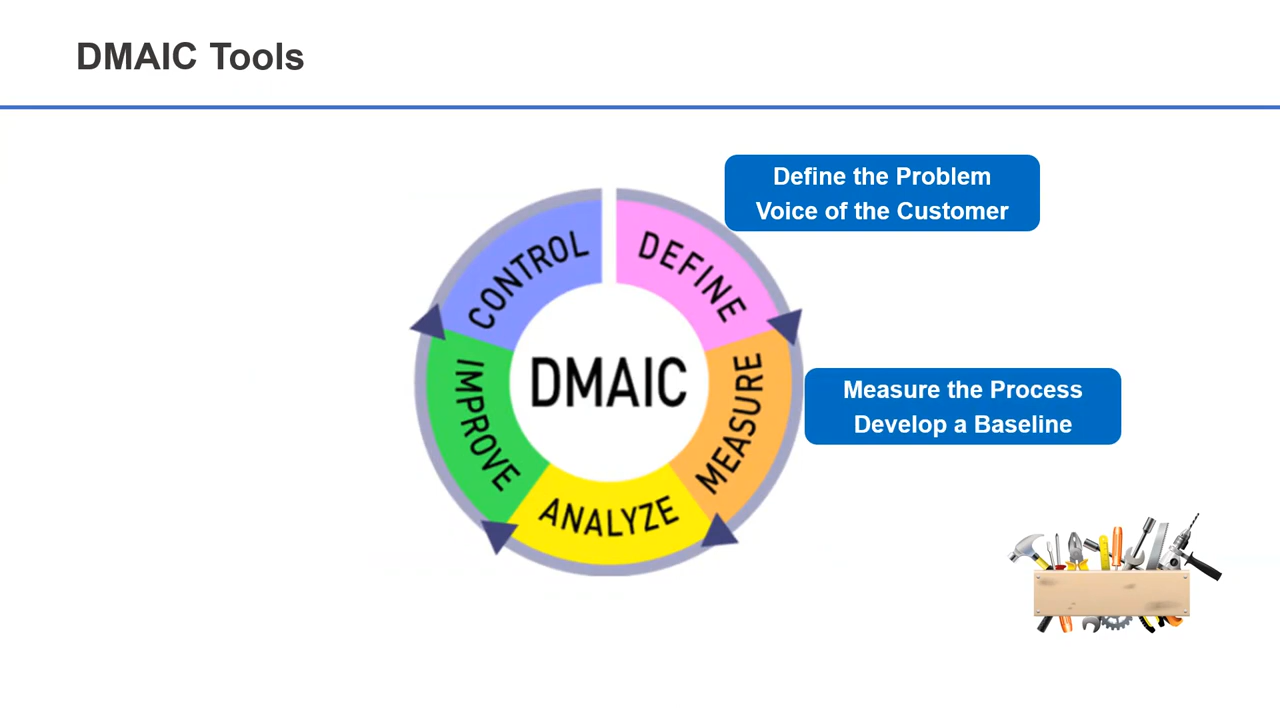 DMAIC Tools
Define the Problem
Voice of the Customer
CONTROL
DEFINE
DMAIC
IMPROVE
MEASURE
Measure the Process
Develop a Baseline
ANALYZE